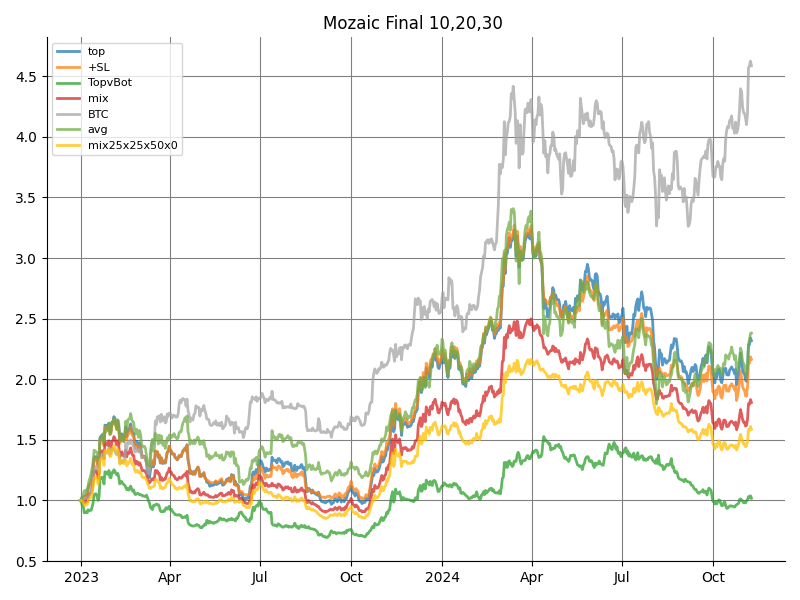 Mozaic Final 10,20,30
top
+SL
TopvBot
mix
BTC
avg
mix25x25x50x0
4.5
4.0
3.5
3.0
2.5
2.0
1.5
1.0
0.5
2023
Apr
Jul
Oct
2024
Apr
Jul
Oct